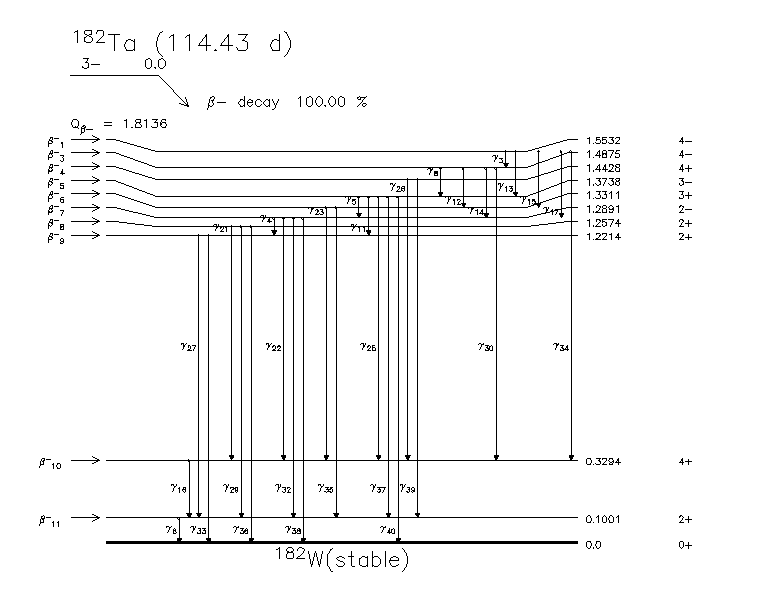 182Ta (114.43 d)
3− 0.0
β− decay 100.00 %
Qβ− = 1.8136
β−1 1.5532 4−
β−3 γ3 1.4875 4−
β−4 γ8 1.4428 4+
β−5 γ26 γ13 1.3738 3−
β−6 γ5 γ12 γ15 1.3311 3+
β−7 γ23 γ14 γ17 1.2891 2−
β−8 γ4 1.2574 2+
γ21 γ11
β−9 1.2214 2+
γ27 γ22 γ25 γ30 γ34
β−10 0.3294 4+
γ16 γ29 γ32 γ35 γ37 γ39
β−11 0.1001 2+
γ6 γ33 γ36 γ38 γ40
0.0 0+
182W(stable)